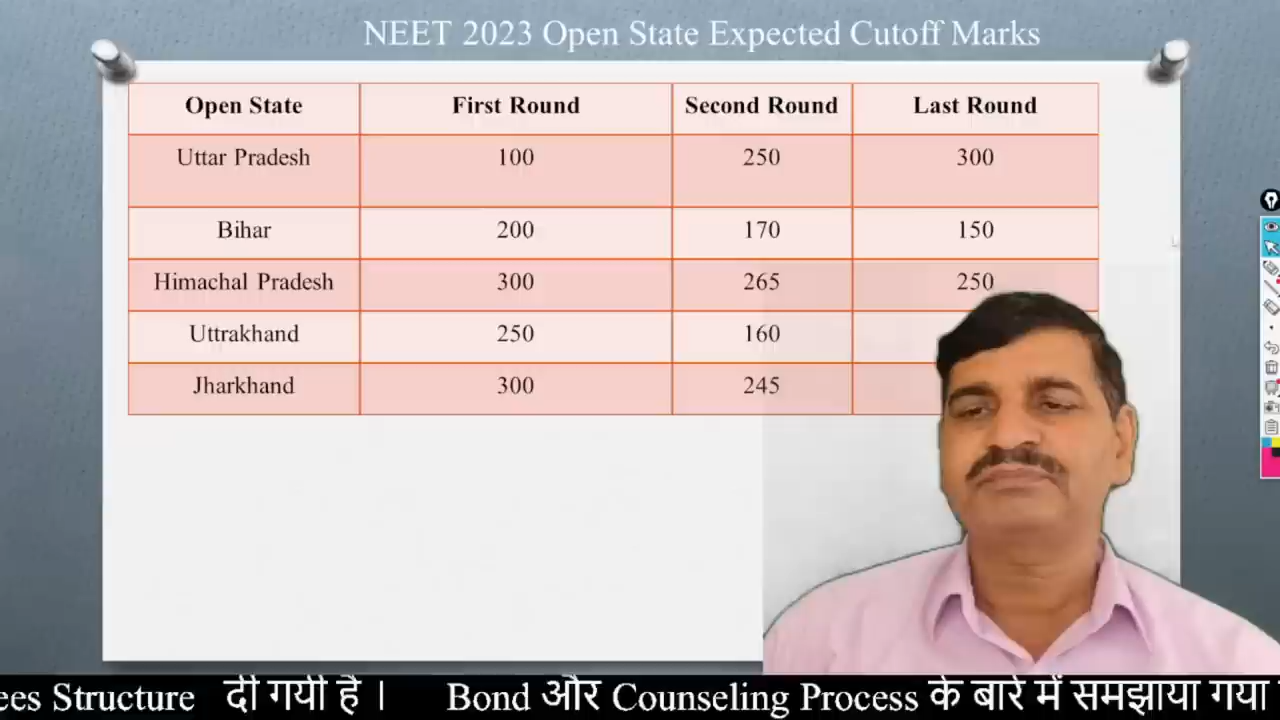 NEET 2023 Open State Expected Cutoff Marks
Open State First Round Second Round Last Round
Uttar Pradesh 100 250 300
Bihar 200 170 150
Himachal Pradesh 300 265 250
Uttrakhand 250 160
Jharkhand 300 245
ees Structure दी गयी है । Bond और Counseling Process के बारे में समझाया गया